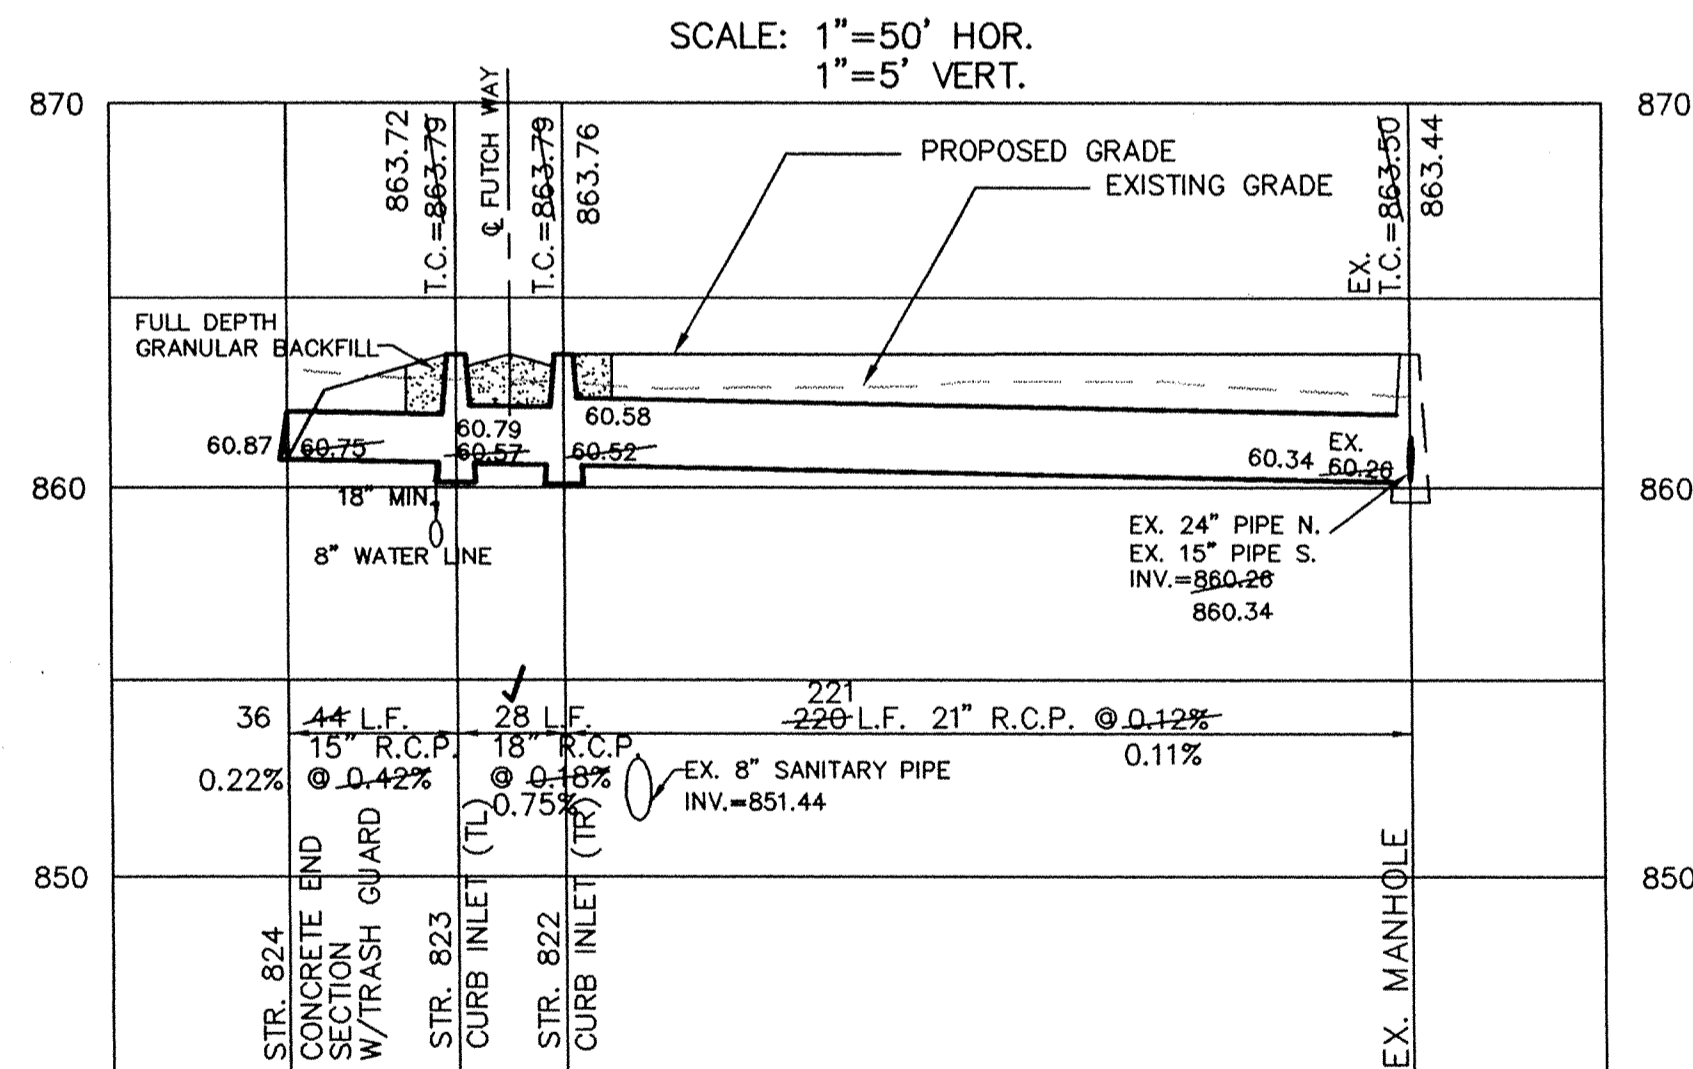 SCALE: 1"=50' HOR.
1"=5' VERT.
870
870
863.72
T.C.=863.79
℄ FUTCH WAY
T.C.=863.79
863.76
PROPOSED GRADE
EXISTING GRADE
EX.
T.C.=863.50
863.44
FULL DEPTH
GRANULAR BACKFILL
60.87
60.75
60.79
60.57
60.58
60.52
60.34
EX.
60.26
860
860
18" MIN.
8" WATER LINE
EX. 24" PIPE N.
EX. 15" PIPE S.
INV.=860.26
860.34
36
44 L.F.
15" R.C.P.
0.22%
@ 0.42%
28 L.F.
18" R.C.P.
@ 0.18%
0.75%
221
220 L.F. 21" R.C.P. @ 0.12%
0.11%
EX. 8" SANITARY PIPE
INV.=851.44
850
850
STR. 824
CONCRETE END
SECTION
W/TRASH GUARD
STR. 823
CURB INLET (TL)
STR. 822
CURB INLET (TR)
EX. MANHOLE